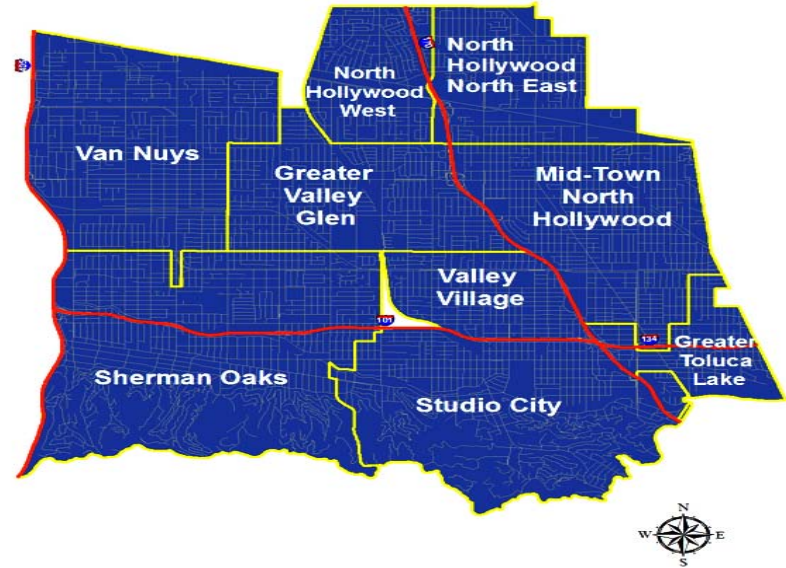 North
Hollywood
North East
North
Hollywood
West
Van Nuys
Greater
Valley
Glen
Mid-Town
North
Hollywood
Valley
Village
101
134
Greater
Toluca
Lake
Sherman Oaks
Studio City
N
W
E
S